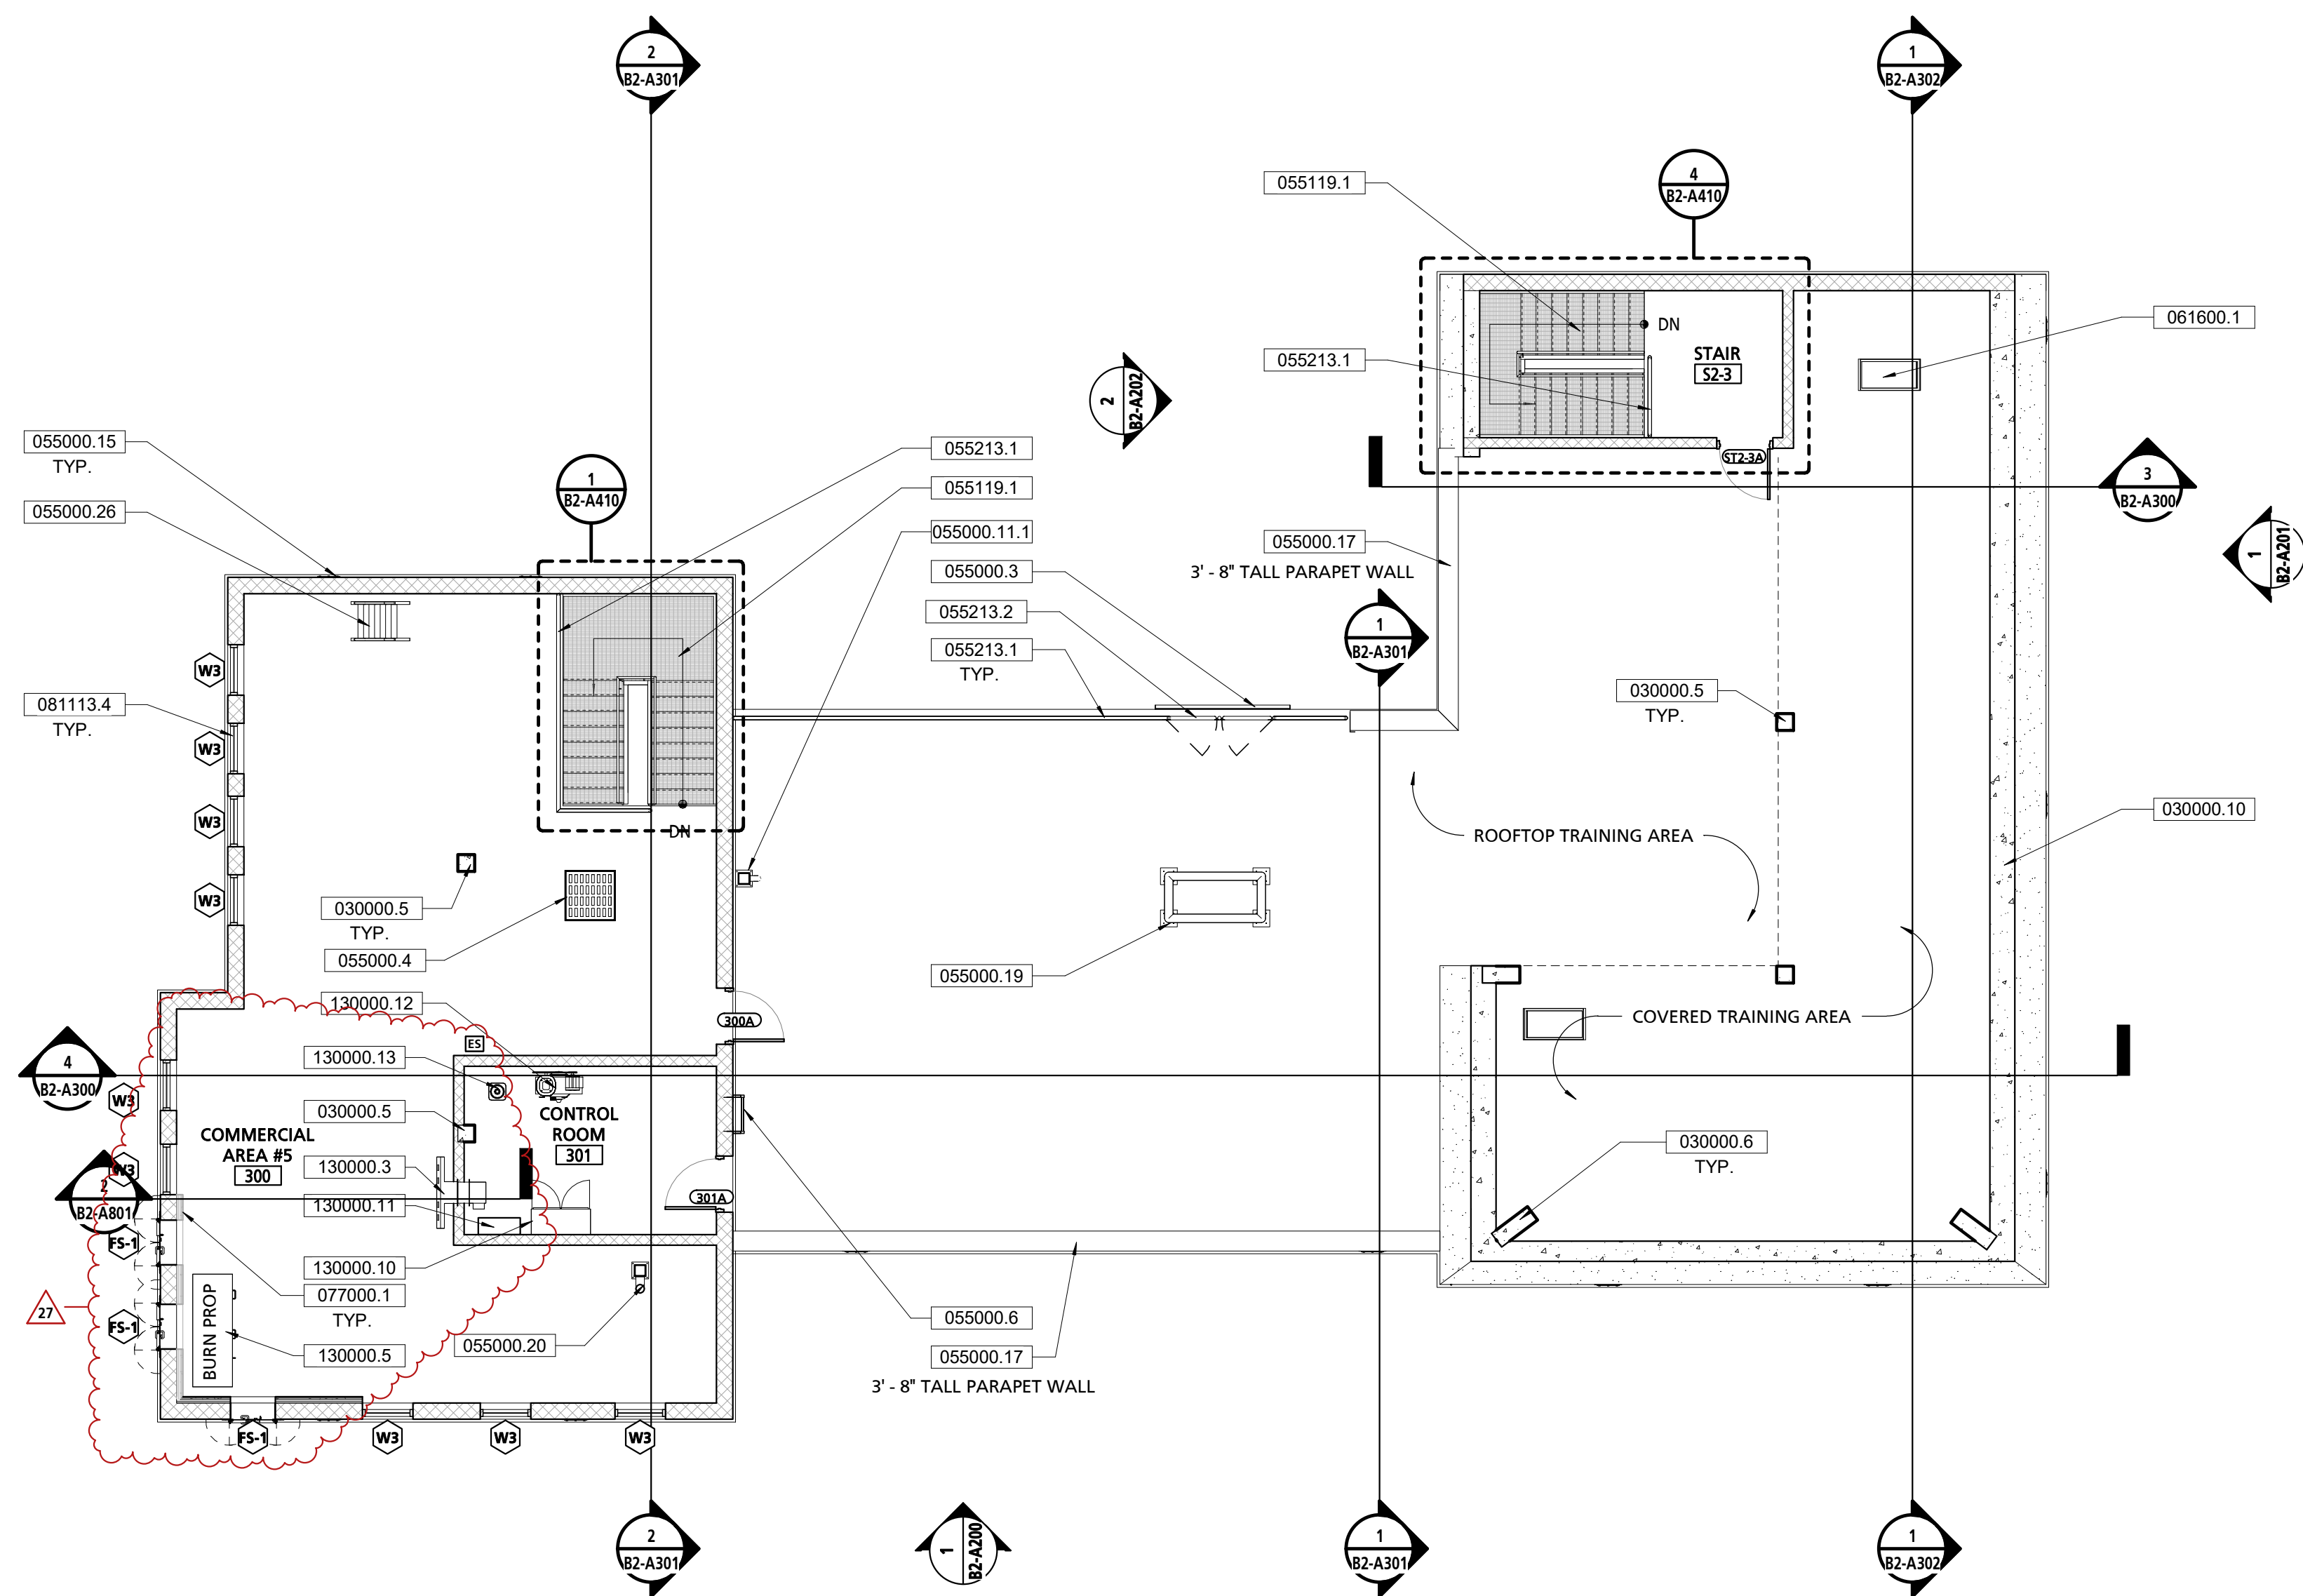 2
B2-A301
1
B2-A302
055119.1
4
B2-A410
061600.1
DN
STAIR
S2-3
055213.1
2
B2-A202
055000.15
TYP.
055213.1
ST2-3A
1
B2-A410
055119.1
3
B2-A300
055000.26
055000.11.1
055000.17
3' - 8" TALL PARAPET WALL
1
B2-A201
055000.3
055213.2
1
B2-A301
055213.1
TYP.
W3
081113.4
TYP.
030000.5
TYP.
W3
W3
DN
ROOFTOP TRAINING AREA
030000.10
W3
030000.5
TYP.
055000.4
055000.19
130000.12
300A
COVERED TRAINING AREA
ES
130000.13
4
B2-A300
W3
030000.5
CONTROL
ROOM
301
COMMERCIAL
AREA #5
300
030000.6
TYP.
130000.3
W3
2
B2-A801
130000.11
301A
FS-1
130000.10
077000.1
TYP.
27
FS-1
BURN PROP
055000.6
055000.20
130000.5
055000.17
3' - 8" TALL PARAPET WALL
FS-1
W3
W3
W3
2
B2-A301
1
B2-A200
1
B2-A301
1
B2-A302